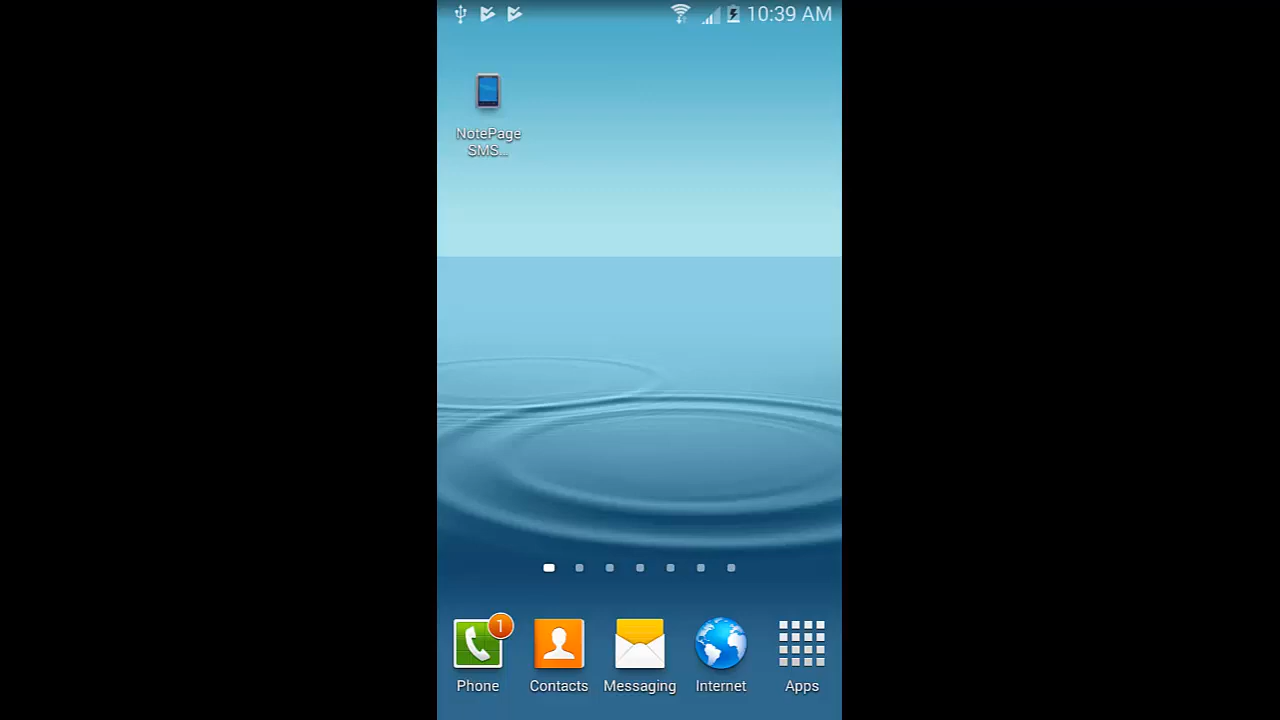 10:39 AM
NotePage
SMS...
1
Phone
Contacts
Messaging
Internet
Apps